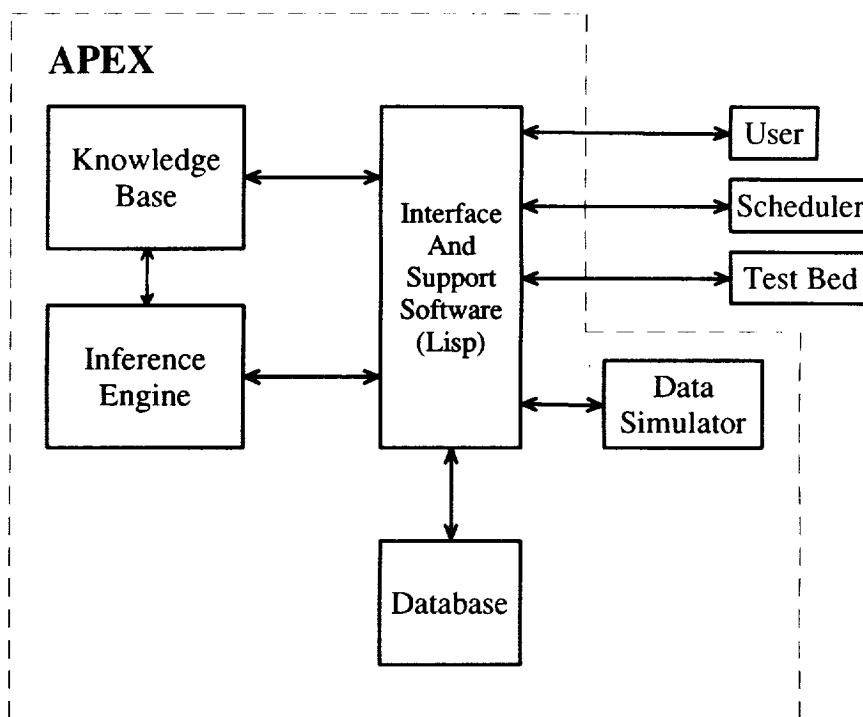 APEX
Knowledge
Base
Inference
Engine
Interface
And
Support
Software
(Lisp)
User
Scheduler
Test Bed
Data
Simulator
Database